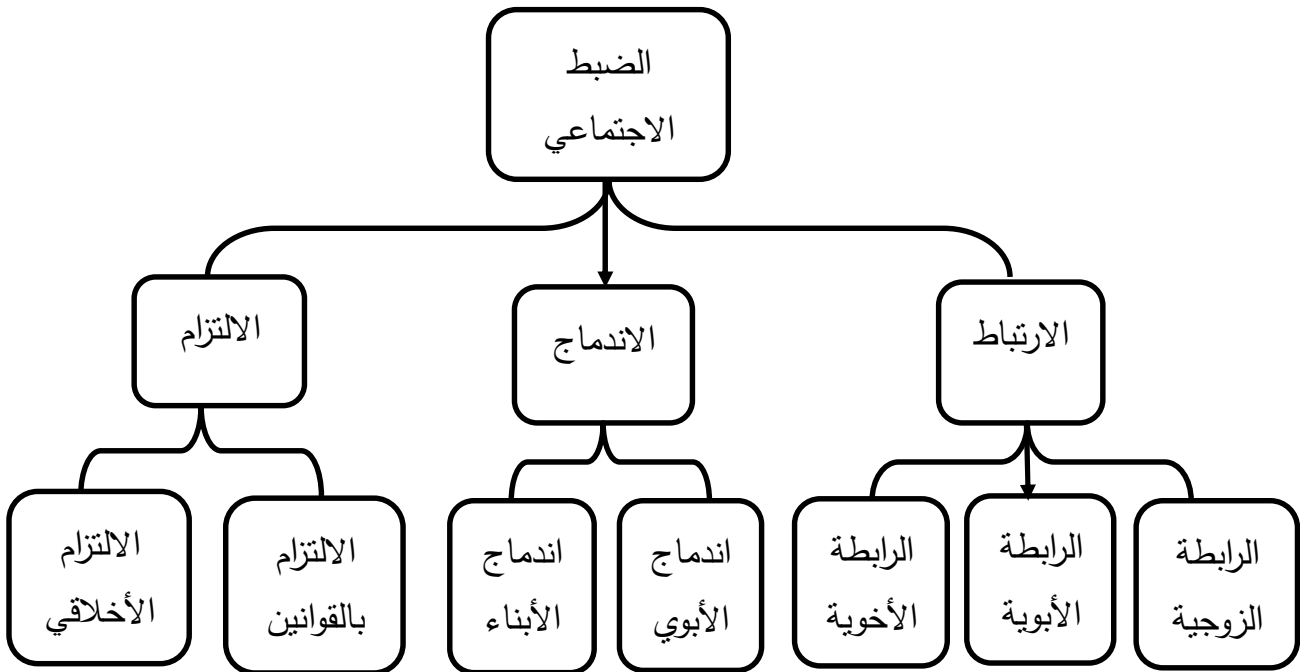 الضبط
الاجتماعي
الارتباط
الاندماج
الالتزام
الرابطة
الزوجية
الرابطة
الأبوية
الرابطة
الأخوية
اندماج
الأبوي
اندماج
الأبناء
الالتزام
بالقوانين
الالتزام
الأخلاقي